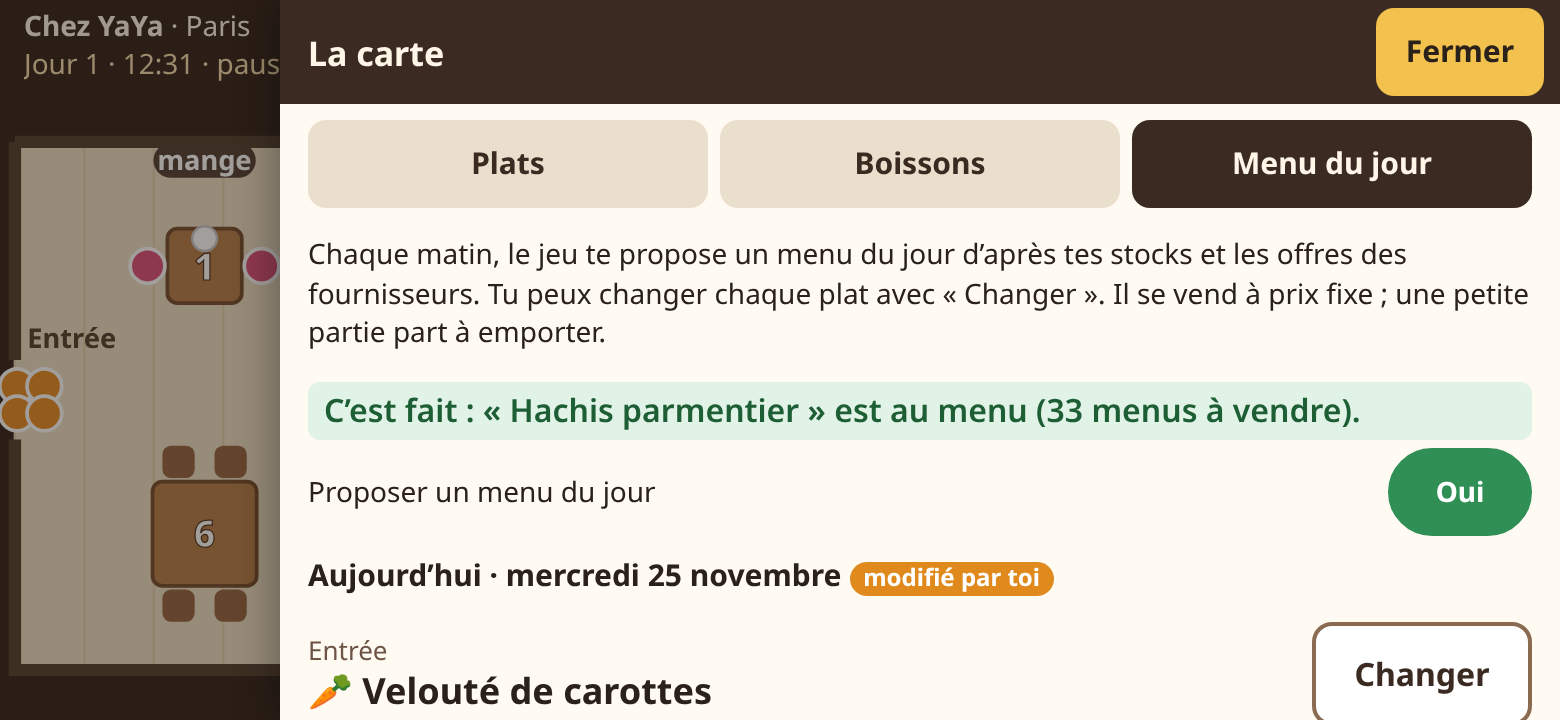 Chez YaYa · Paris
Jour 1 · 12:31 · paus
mange
1
Entrée
6
La carte
Fermer
Plats
Boissons
Menu du jour
Chaque matin, le jeu te propose un menu du jour d’après tes stocks et les offres des
fournisseurs. Tu peux changer chaque plat avec « Changer ». Il se vend à prix fixe ; une petite
partie part à emporter.
C’est fait : « Hachis parmentier » est au menu (33 menus à vendre).
Proposer un menu du jour
Oui
Aujourd’hui · mercredi 25 novembre modifié par toi
Entrée
🥕 Velouté de carottes
Changer